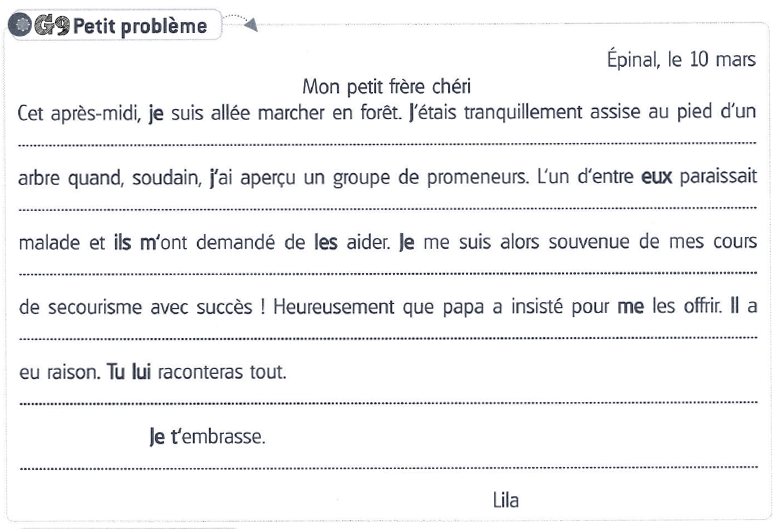 G9 Petit problème
Épinal, le 10 mars
Mon petit frère chéri
Cet après-midi, je suis allée marcher en forêt. J'étais tranquillement assise au pied d'un
arbre quand, soudain, j'ai aperçu un groupe de promeneurs. L'un d'entre eux paraissait
malade et ils m'ont demandé de les aider. Je me suis alors souvenue de mes cours
de secourisme avec succès ! Heureusement que papa a insisté pour me les offrir. Il a
eu raison. Tu lui raconteras tout.
Je t'embrasse.
Lila